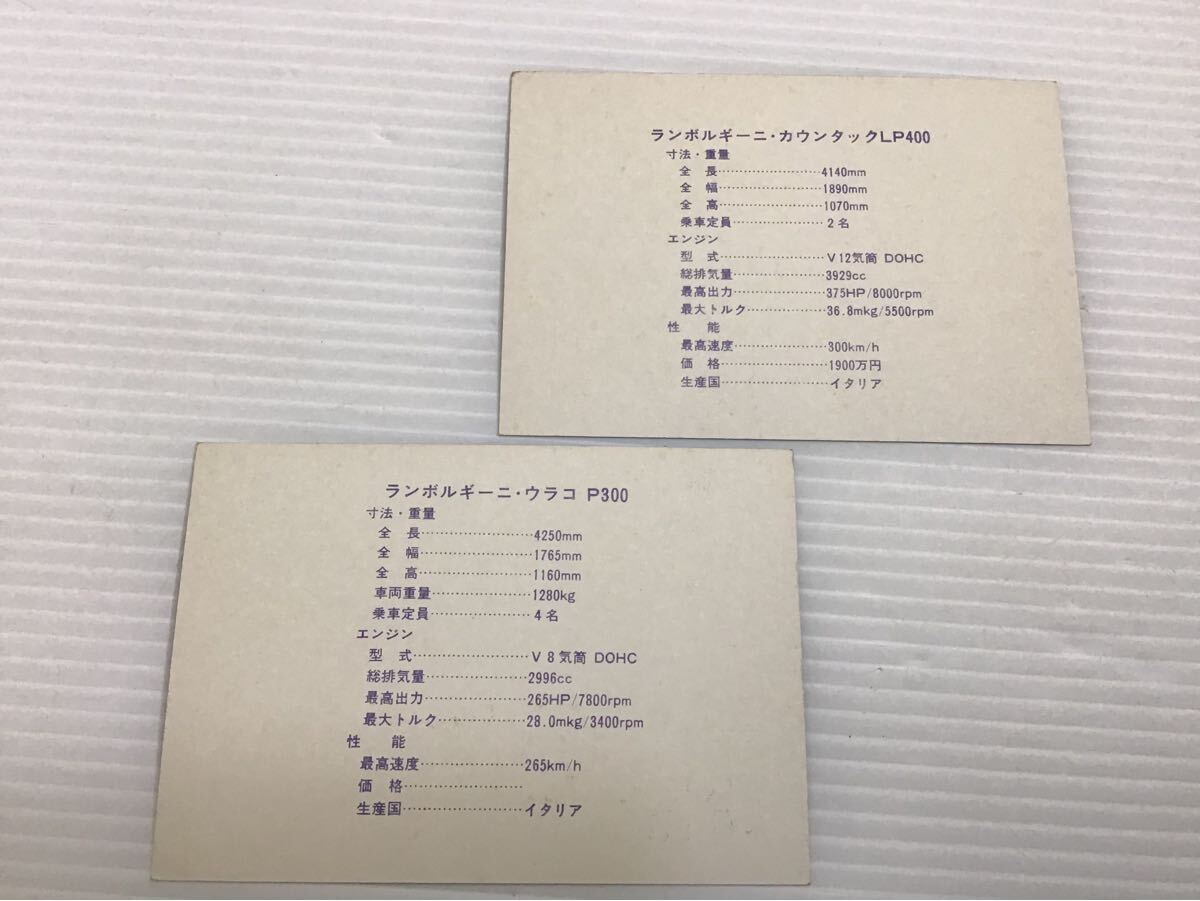 ランボルギーニ・カウンタックLP400
寸法・重量
全長……………………4140mm
全幅……………………1890mm
全高……………………1070mm
乗車定員…………………2名
エンジン
型式……………………V12気筒 DOHC
総排気量…………………3929cc
最高出力…………………375HP/8000rpm
最大トルク………………36.8mkg/5500rpm
性能
最高速度…………………300km/h
価格……………………1900万円
生産国……………………イタリア
ランボルギーニ・ウラコ P300
寸法・重量
全長……………………4250mm
全幅……………………1765mm
全高……………………1160mm
車両重量…………………1280kg
乗車定員…………………4名
エンジン
型式……………………V8気筒 DOHC
総排気量…………………2996cc
最高出力…………………265HP/7800rpm
最大トルク………………28.0mkg/3400rpm
性能
最高速度…………………265km/h
価格……………………
生産国……………………イタリア